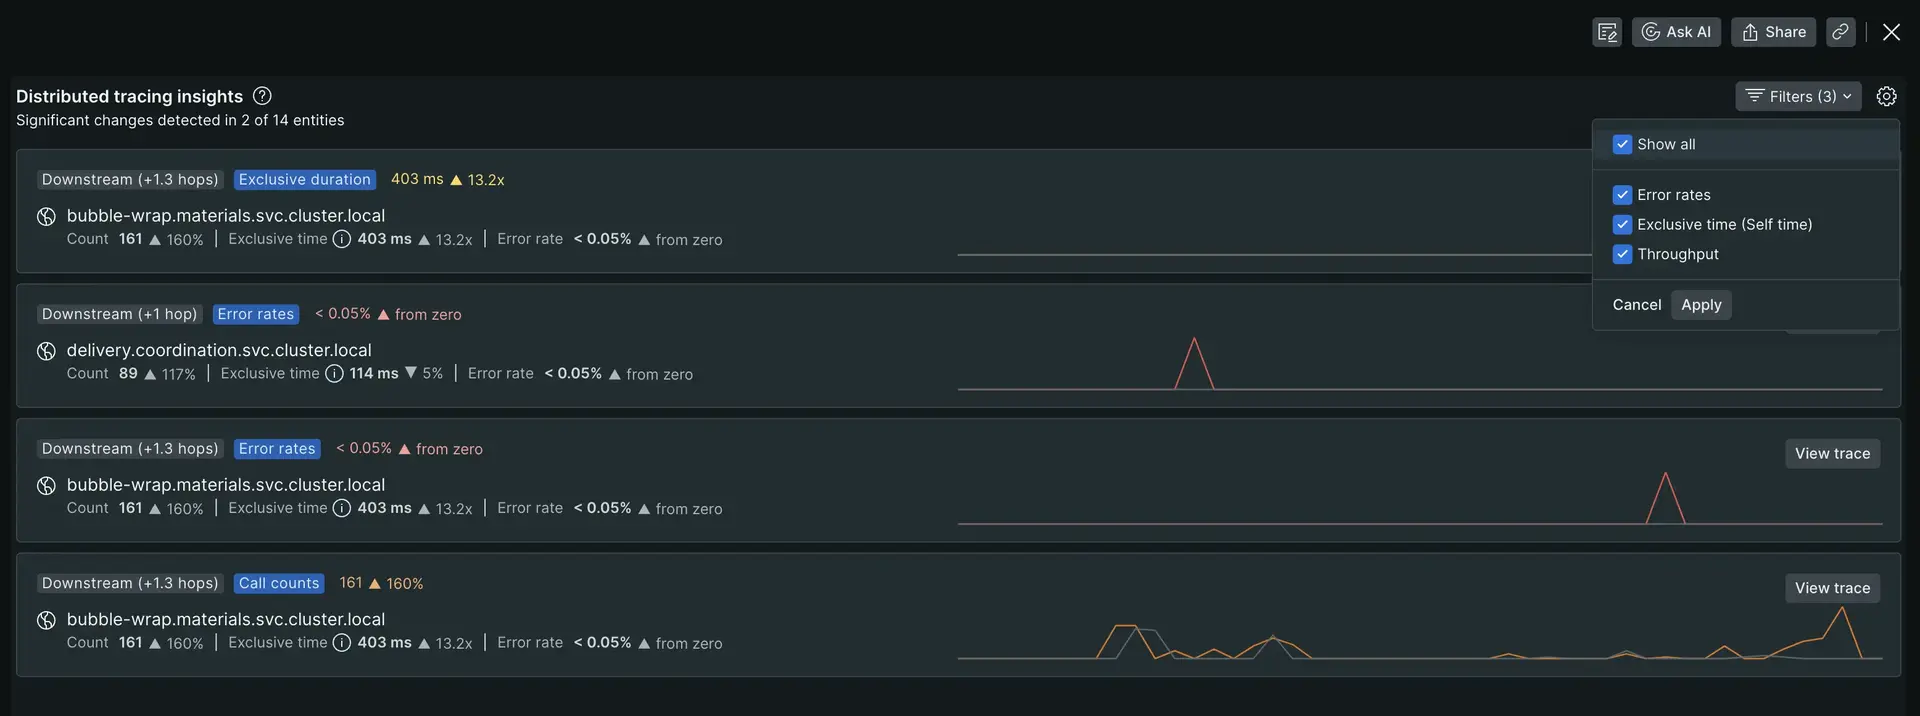 Ask AI Share
Distributed tracing insights ?
Filters (3)
Significant changes detected in 2 of 14 entities
Show all
Error rates
Exclusive time (Self time)
Throughput
Cancel Apply
Downstream (+1.3 hops) Exclusive duration 403 ms ▲ 13.2x
bubble-wrap.materials.svc.cluster.local
Count 161 ▲ 160% | Exclusive time i 403 ms ▲ 13.2x | Error rate < 0.05% ▲ from zero
Downstream (+1 hop) Error rates < 0.05% ▲ from zero
delivery.coordination.svc.cluster.local
Count 89 ▲ 117% | Exclusive time i 114 ms ▼ 5% | Error rate < 0.05% ▲ from zero
Downstream (+1.3 hops) Error rates < 0.05% ▲ from zero
View trace
bubble-wrap.materials.svc.cluster.local
Count 161 ▲ 160% | Exclusive time i 403 ms ▲ 13.2x | Error rate < 0.05% ▲ from zero
Downstream (+1.3 hops) Call counts 161 ▲ 160%
View trace
bubble-wrap.materials.svc.cluster.local
Count 161 ▲ 160% | Exclusive time i 403 ms ▲ 13.2x | Error rate < 0.05% ▲ from zero